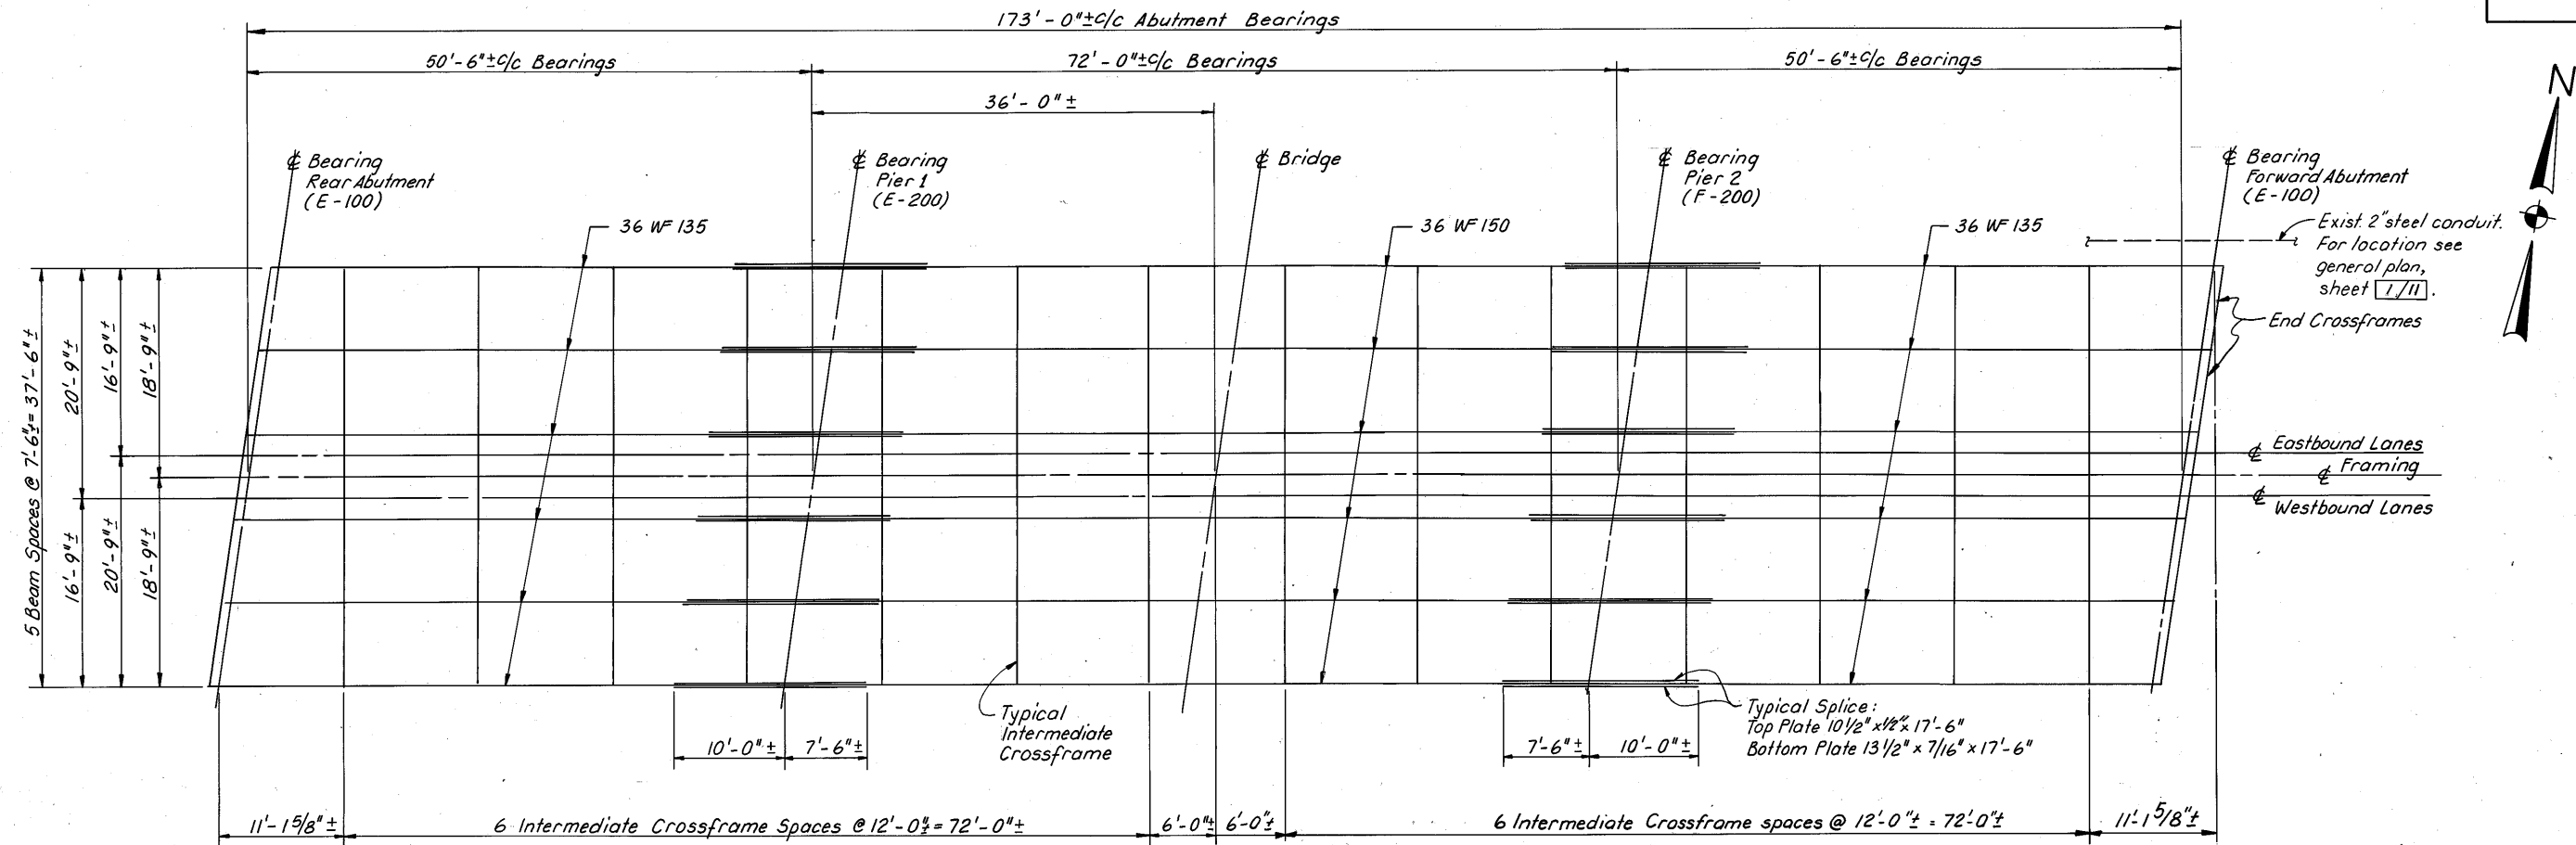 173'-0"± c/c Abutment Bearings
50'-6"± c/c Bearings
72'-0"± c/c Bearings
50'-6"± c/c Bearings
36'-0"±
N
℄ Bearing
Rear Abutment
(E-100)
℄ Bearing
Pier 1
(E-200)
℄ Bridge
℄ Bearing
Pier 2
(F-200)
℄ Bearing
Forward Abutment
(E-100)
Exist. 2" steel conduit.
For location see
general plan,
sheet 1/11.
36 WF 135
36 WF 150
36 WF 135
End Crossframes
5 Beam Spaces @ 7'-6"± = 37'-6"±
20'-9"±
16'-9"±
18'-9"±
16'-9"±
20'-9"±
18'-9"±
℄ Eastbound Lanes
℄ Framing
℄ Westbound Lanes
Typical
Intermediate
Crossframe
Typical Splice:
Top Plate 10 1/2" x 1/2" x 17'-6"
Bottom Plate 13 1/2" x 7/16" x 17'-6"
10'-0"±
7'-6"±
7'-6"±
10'-0"±
11'-1 5/8"±
6 Intermediate Crossframe Spaces @ 12'-0"± = 72'-0"±
6'-0"±
6'-0"±
6 Intermediate Crossframe spaces @ 12'-0"± = 72'-0"±
11'-1 5/8"±